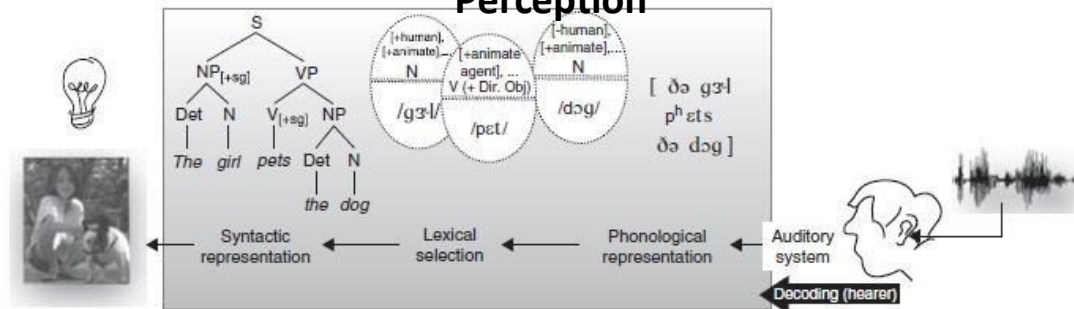 Perception
S
NP[+sg] VP
Det N V[+sg] NP
The girl pets Det N
the dog
[+human],
[+animate],...
N
/gɝl/
[+animate
agent], ...
V (+ Dir. Obj)
/pɛt/
[-human],
[+animate],...
N
/dɔg/
[ ðə gɝl
pʰ ɛts
ðə dɔg ]
Syntactic
representation
Lexical
selection
Phonological
representation
Auditory
system
Decoding (hearer)